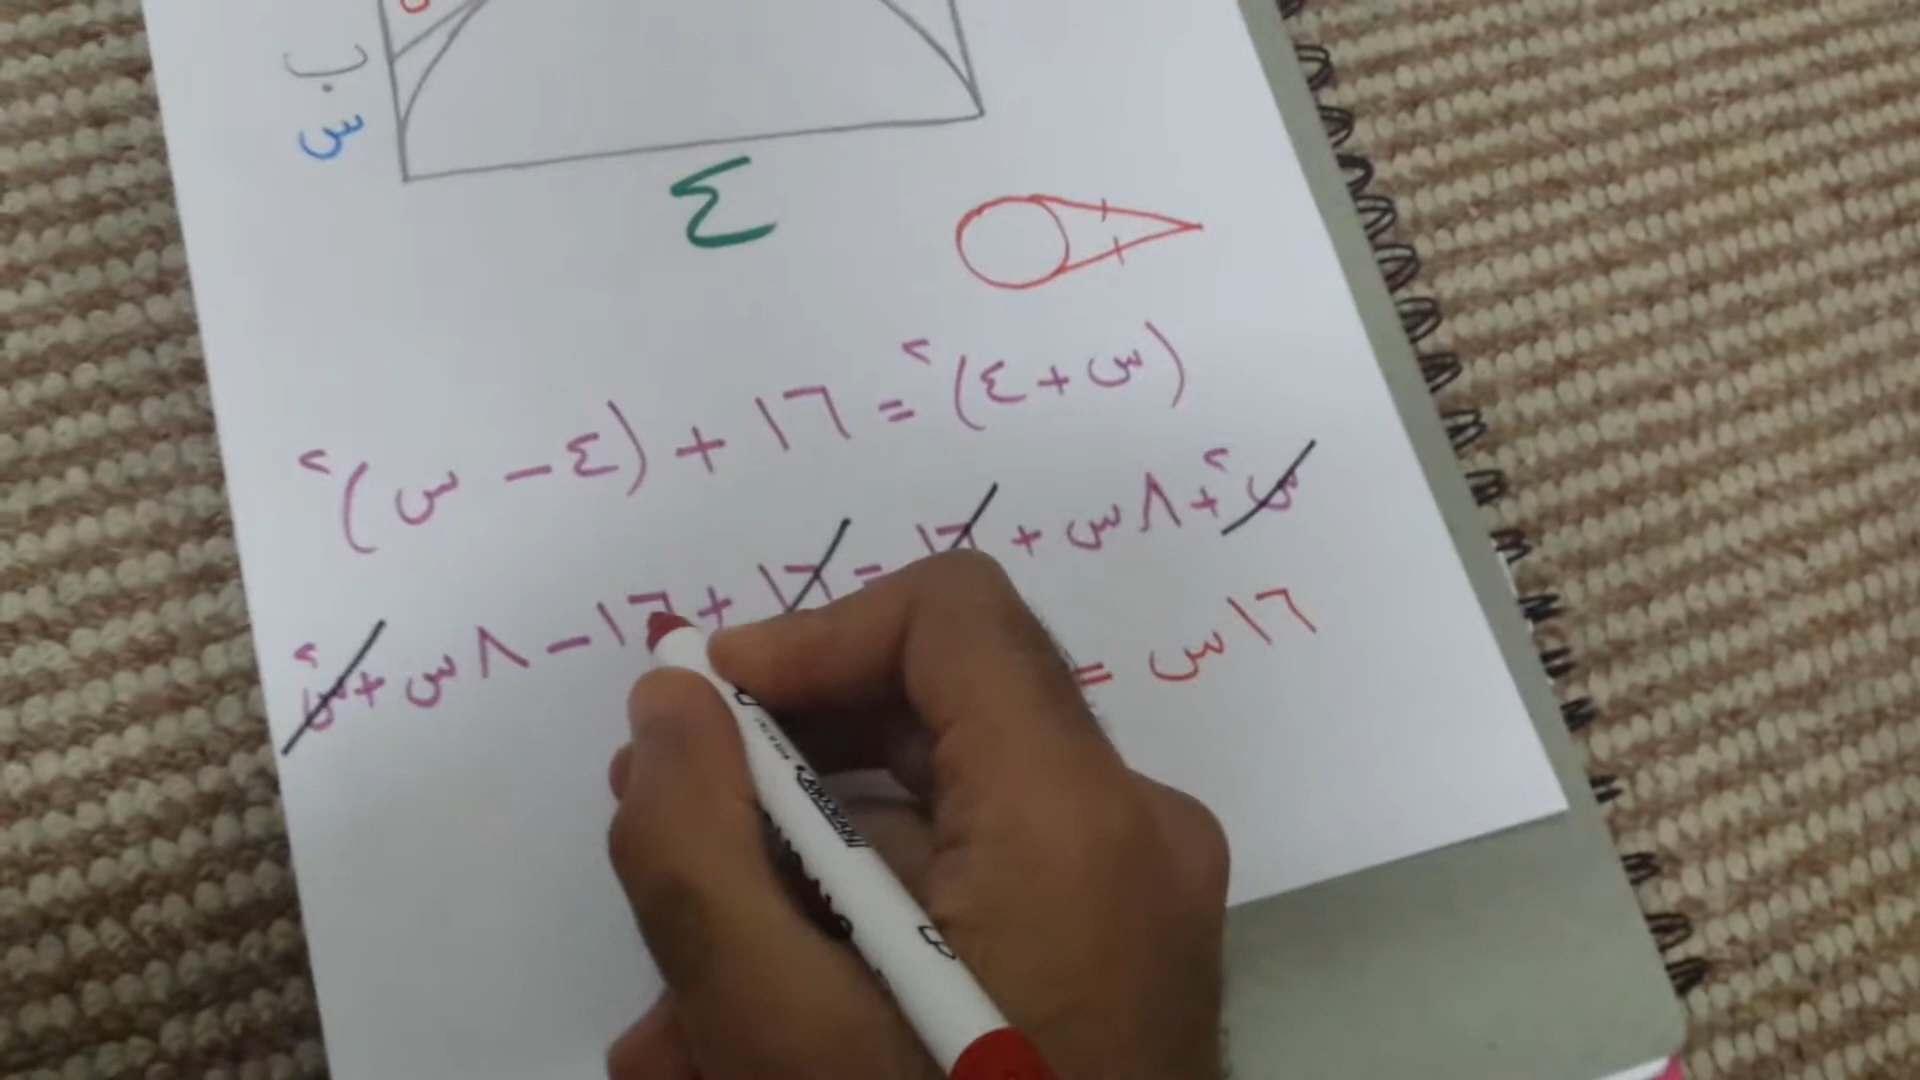 ب
س
٤
(س + ٤)٢ = ١٦ + (٤ − س)٢
س٢ + ٨س + ١٦ = ١٦ + ١٦ − ٨س + س٢
١٦س =